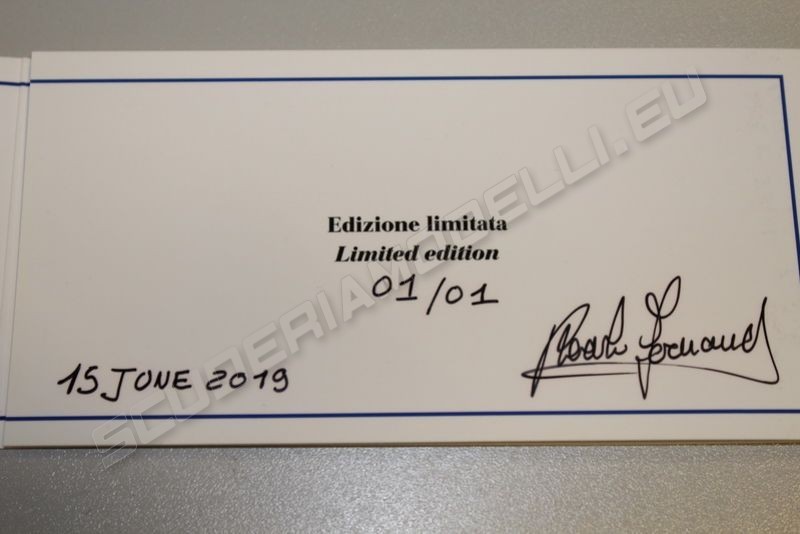 Edizione limitata
Limited edition
01/01
15 JUNE 2019
SCUDERIAMODELLI.EU